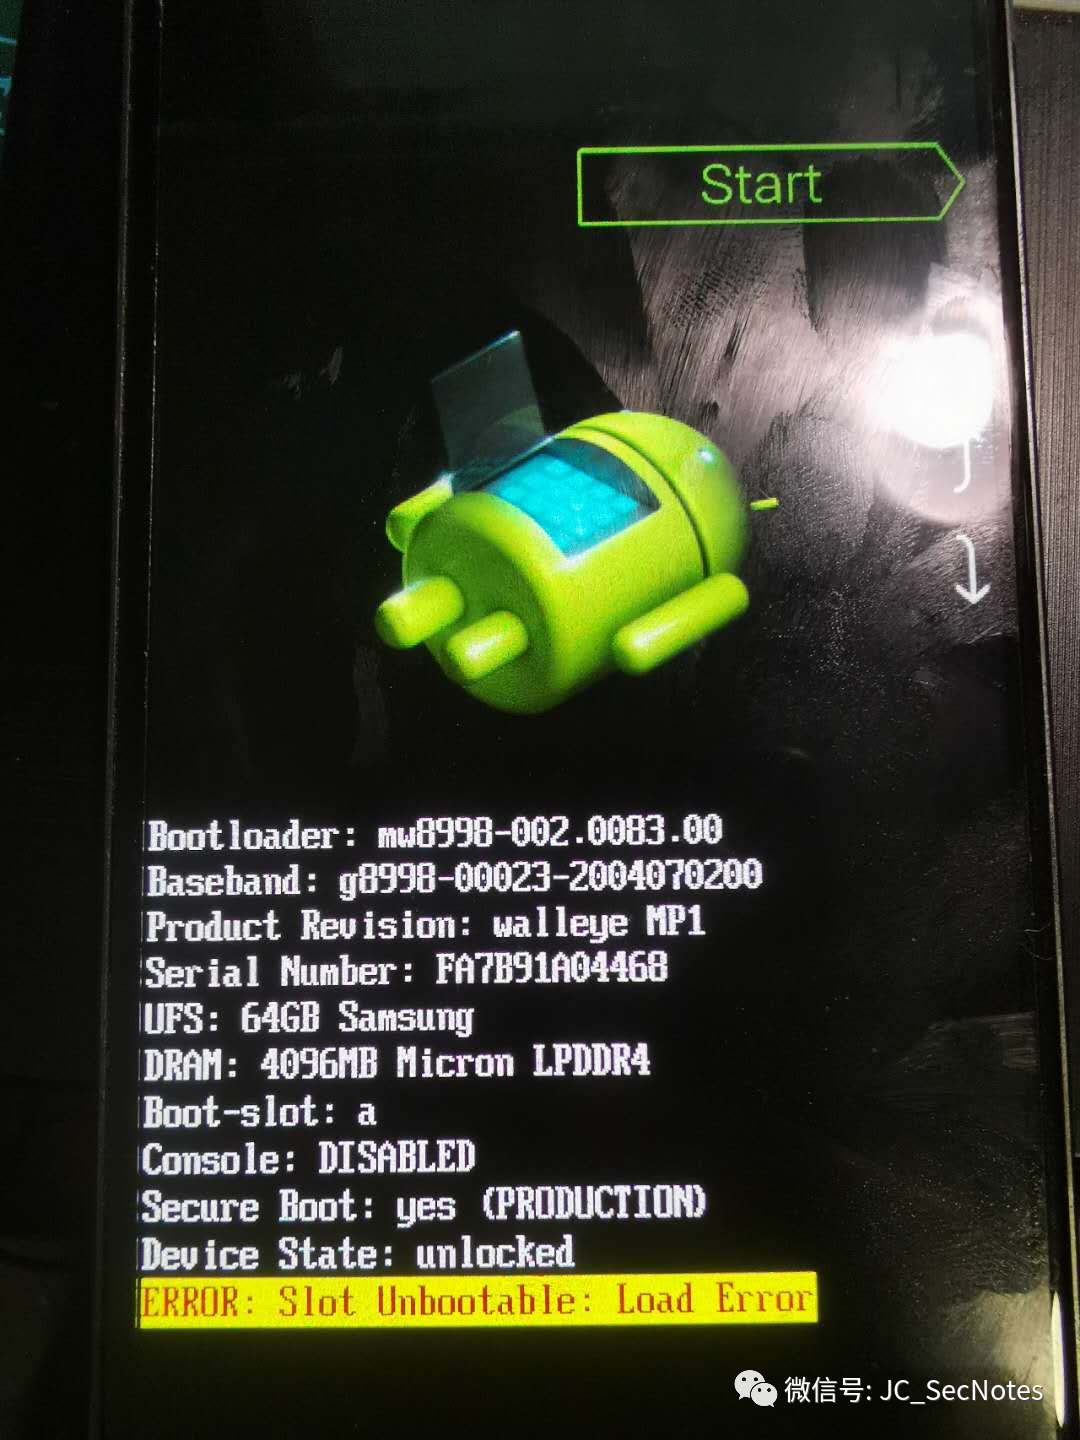 Start
Bootloader: mw8998-002.0083.00
Baseband: g8998-00023-2004070200
Product Revision: walleye MP1
Serial Number: FA7B91A04468
UFS: 64GB Samsung
DRAM: 4096MB Micron LPDDR4
Boot-slot: a
Console: DISABLED
Secure Boot: yes (PRODUCTION)
Device State: unlocked
ERROR: Slot Unbootable: Load Error
微信号: JC_SecNotes